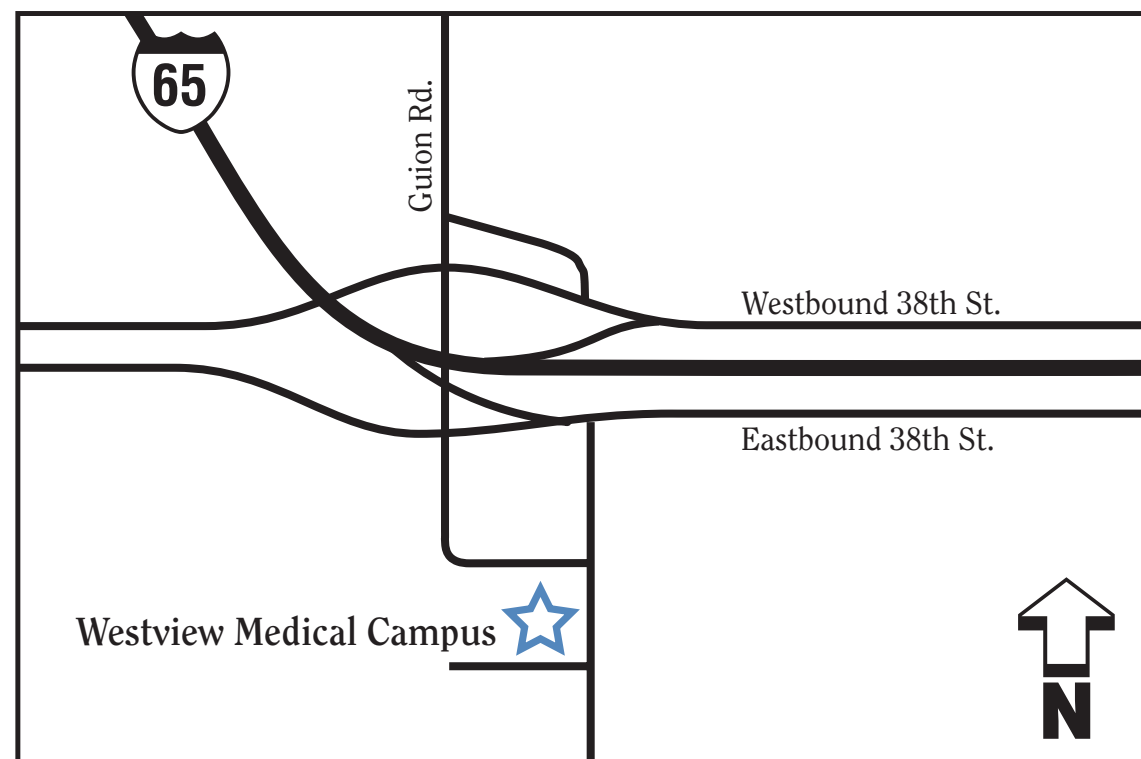 65
Guion Rd.
Westbound 38th St.
Eastbound 38th St.
Westview Medical Campus
N